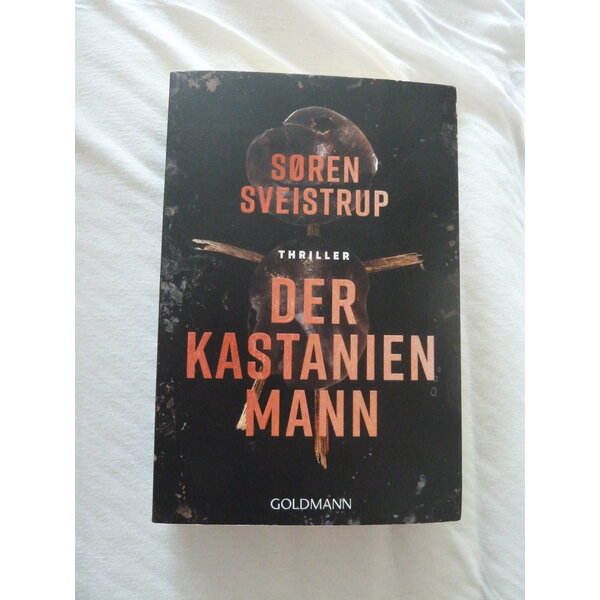 SØREN
SVEISTRUP
THRILLER
DER
KASTANIEN
MANN
GOLDMANN